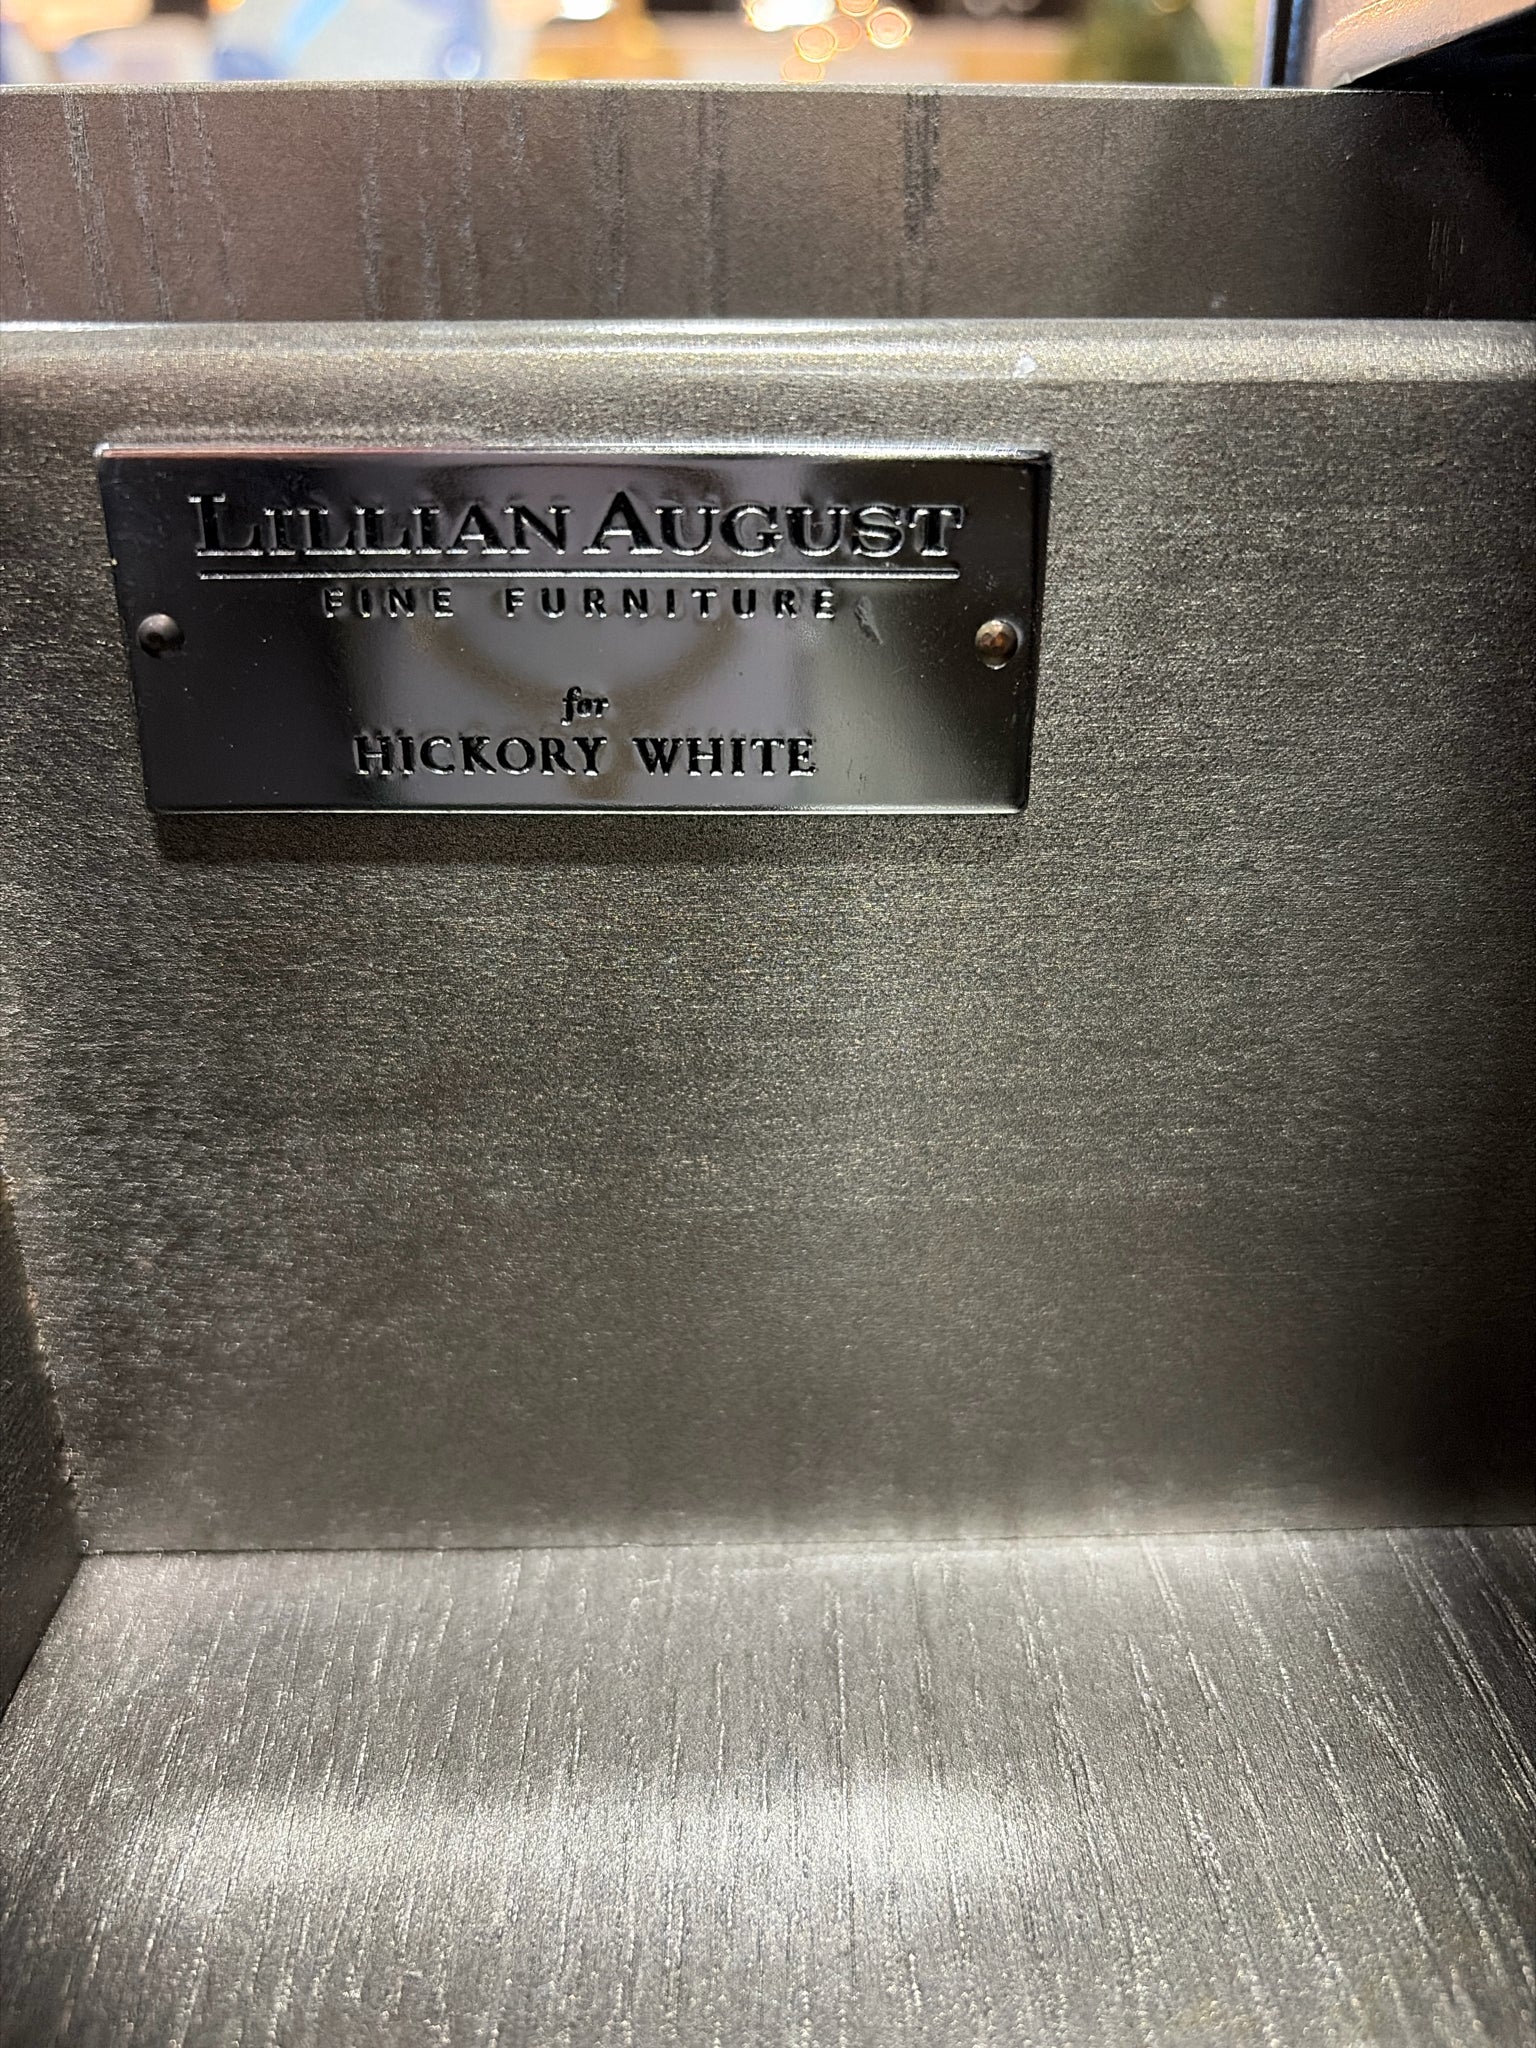 LILLIAN AUGUST
FINE FURNITURE
for
HICKORY WHITE